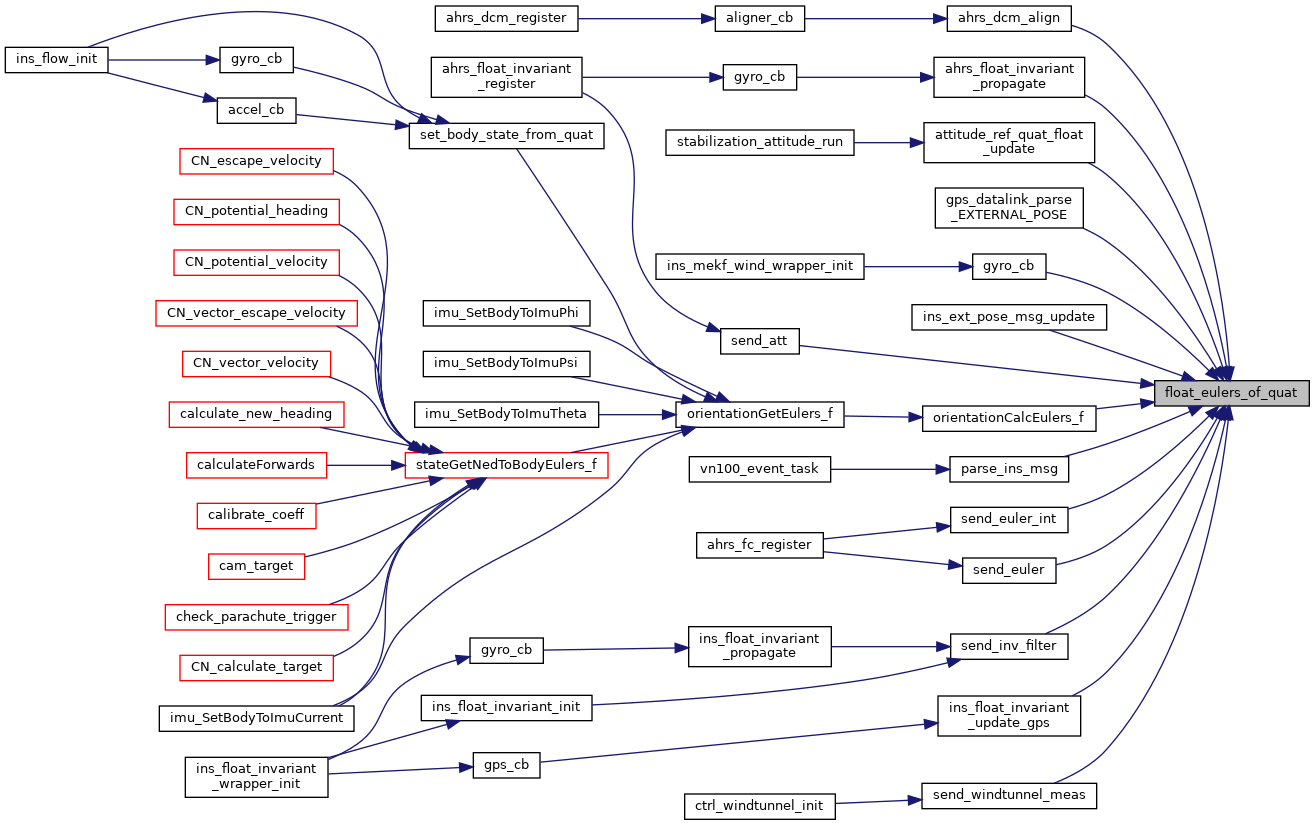 ahrs_dcm_register
aligner_cb
ahrs_dcm_align
ins_flow_init
gyro_cb
ahrs_float_invariant
_register
gyro_cb
ahrs_float_invariant
_propagate
accel_cb
set_body_state_from_quat
stabilization_attitude_run
attitude_ref_quat_float
_update
CN_escape_velocity
CN_potential_heading
gps_datalink_parse
_EXTERNAL_POSE
CN_potential_velocity
ins_mekf_wind_wrapper_init
gyro_cb
CN_vector_escape_velocity
imu_SetBodyToImuPhi
ins_ext_pose_msg_update
send_att
CN_vector_velocity
imu_SetBodyToImuPsi
float_eulers_of_quat
calculate_new_heading
imu_SetBodyToImuTheta
orientationGetEulers_f
orientationCalcEulers_f
calculateForwards
stateGetNedToBodyEulers_f
vn100_event_task
parse_ins_msg
calibrate_coeff
send_euler_int
ahrs_fc_register
cam_target
send_euler
check_parachute_trigger
gyro_cb
ins_float_invariant
_propagate
send_inv_filter
CN_calculate_target
imu_SetBodyToImuCurrent
ins_float_invariant_init
ins_float_invariant
_update_gps
ins_float_invariant
_wrapper_init
gps_cb
ctrl_windtunnel_init
send_windtunnel_meas